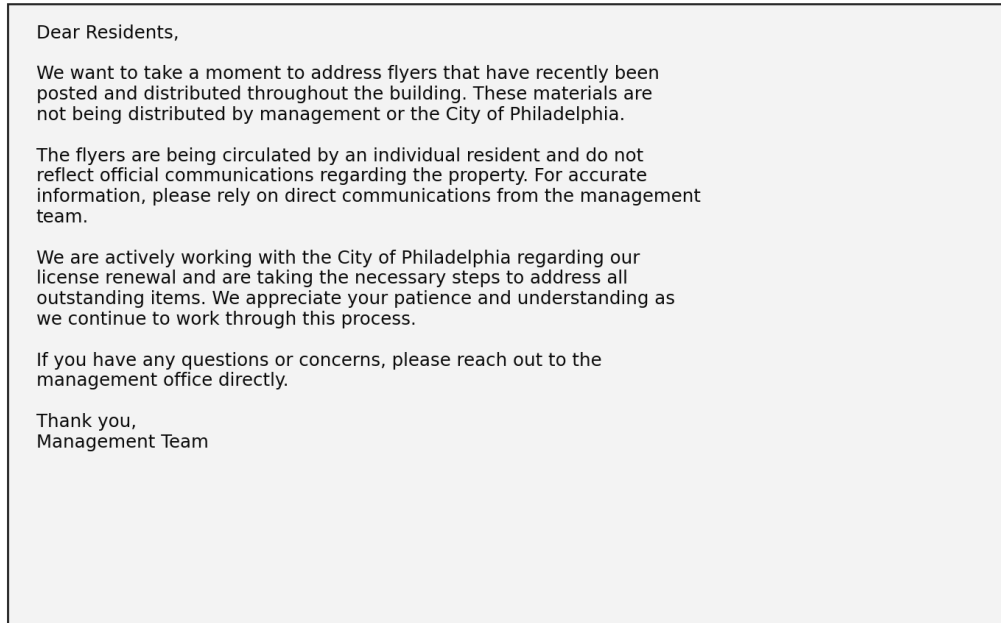 Dear Residents,
We want to take a moment to address flyers that have recently been
posted and distributed throughout the building. These materials are
not being distributed by management or the City of Philadelphia.
The flyers are being circulated by an individual resident and do not
reflect official communications regarding the property. For accurate
information, please rely on direct communications from the management
team.
We are actively working with the City of Philadelphia regarding our
license renewal and are taking the necessary steps to address all
outstanding items. We appreciate your patience and understanding as
we continue to work through this process.
If you have any questions or concerns, please reach out to the
management office directly.
Thank you,
Management Team